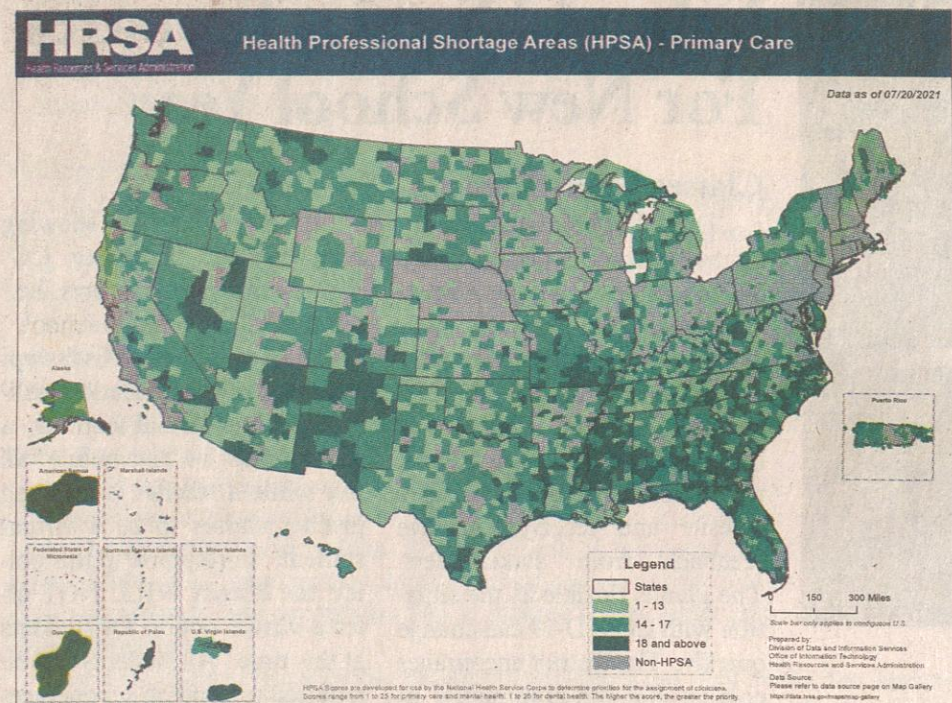 HRSA
Health Resources & Services Administration
Health Professional Shortage Areas (HPSA) - Primary Care
Data as of 07/20/2021
Alaska
Puerto Rico
American Samoa
Marshall Islands
Federated States of
Micronesia
Northern Mariana Islands
U.S. Minor Islands
Guam
Republic of Palau
U.S. Virgin Islands
Legend
States
1 - 13
14 - 17
18 and above
Non-HPSA
0 150 300 Miles
Scale bar only applies to contiguous U.S.
Prepared by:
Division of Data and Information Services
Office of Information Technology
Health Resources and Services Administration
Data Source:
Please refer to data source page on Map Gallery
https://data.hrsa.gov/maps/map-gallery
HPSA Scores are developed for use by the National Health Service Corps to determine priorities for the assignment of clinicians.
Scores range from 1 to 25 for primary care and mental health, 1 to 26 for dental health. The higher the score, the greater the priority.